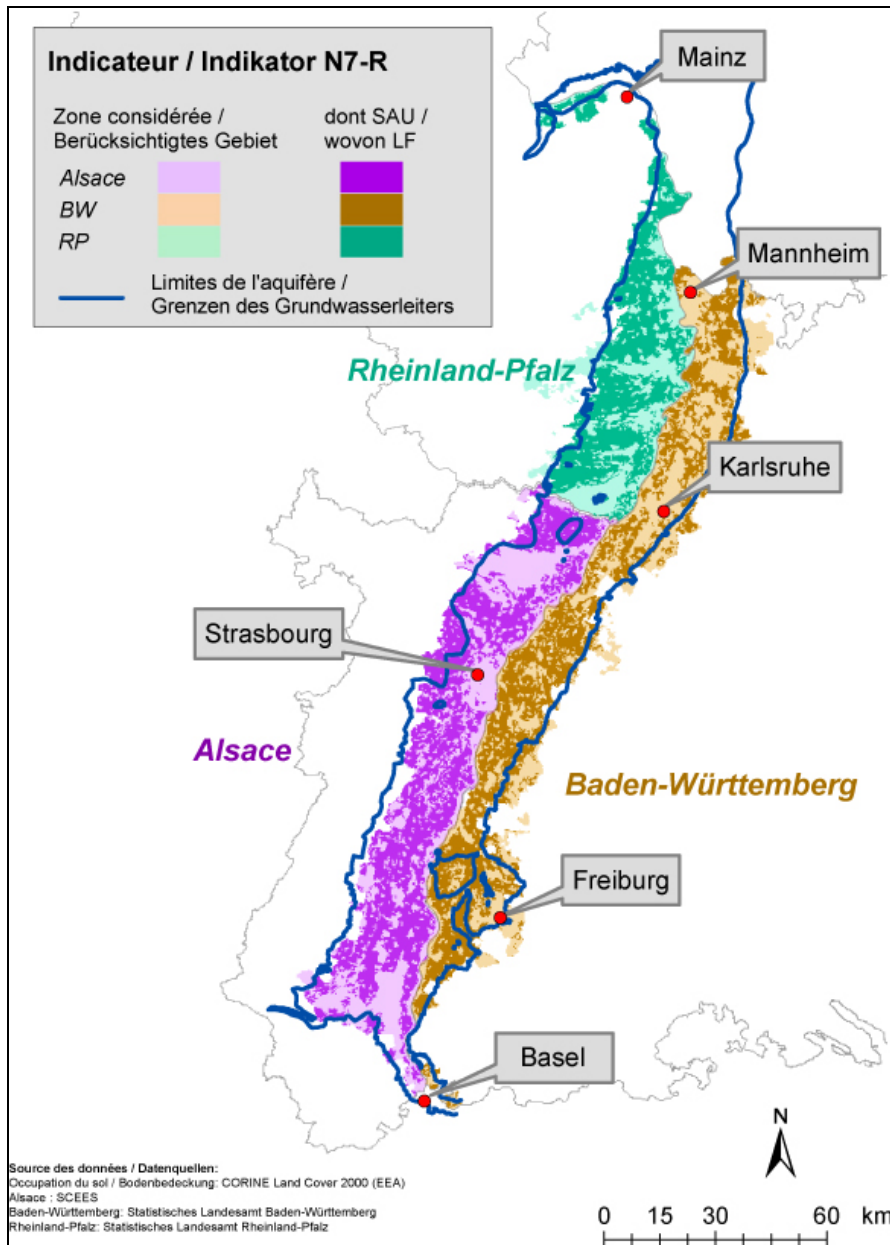 Indicateur / Indikator N7-R
Zone considérée /
Berücksichtigtes Gebiet
dont SAU /
wovon LF
Alsace
BW
RP
Limites de l'aquifère /
Grenzen des Grundwasserleiters
Mainz
Mannheim
Rheinland-Pfalz
Karlsruhe
Strasbourg
Alsace
Baden-Württemberg
Freiburg
Basel
N
Source des données / Datenquellen:
Occupation du sol / Bodenbedeckung: CORINE Land Cover 2000 (EEA)
Alsace : SCEES
Baden-Württemberg: Statistisches Landesamt Baden-Württemberg
Rheinland-Pfalz: Statistisches Landesamt Rheinland-Pfalz
0 15 30 60 km